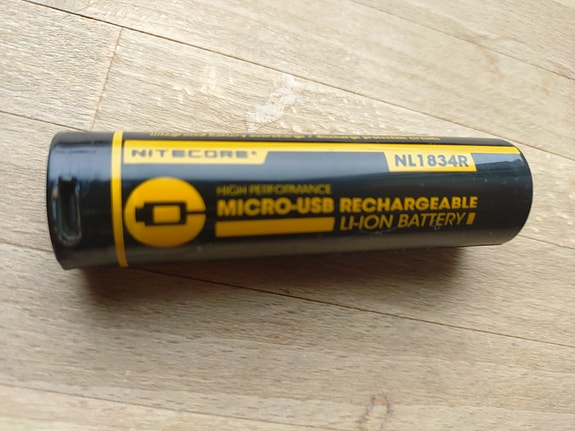 NITECORE®
NL1834R
HIGH PERFORMANCE
MICRO-USB RECHARGEABLE
LI-ION BATTERY